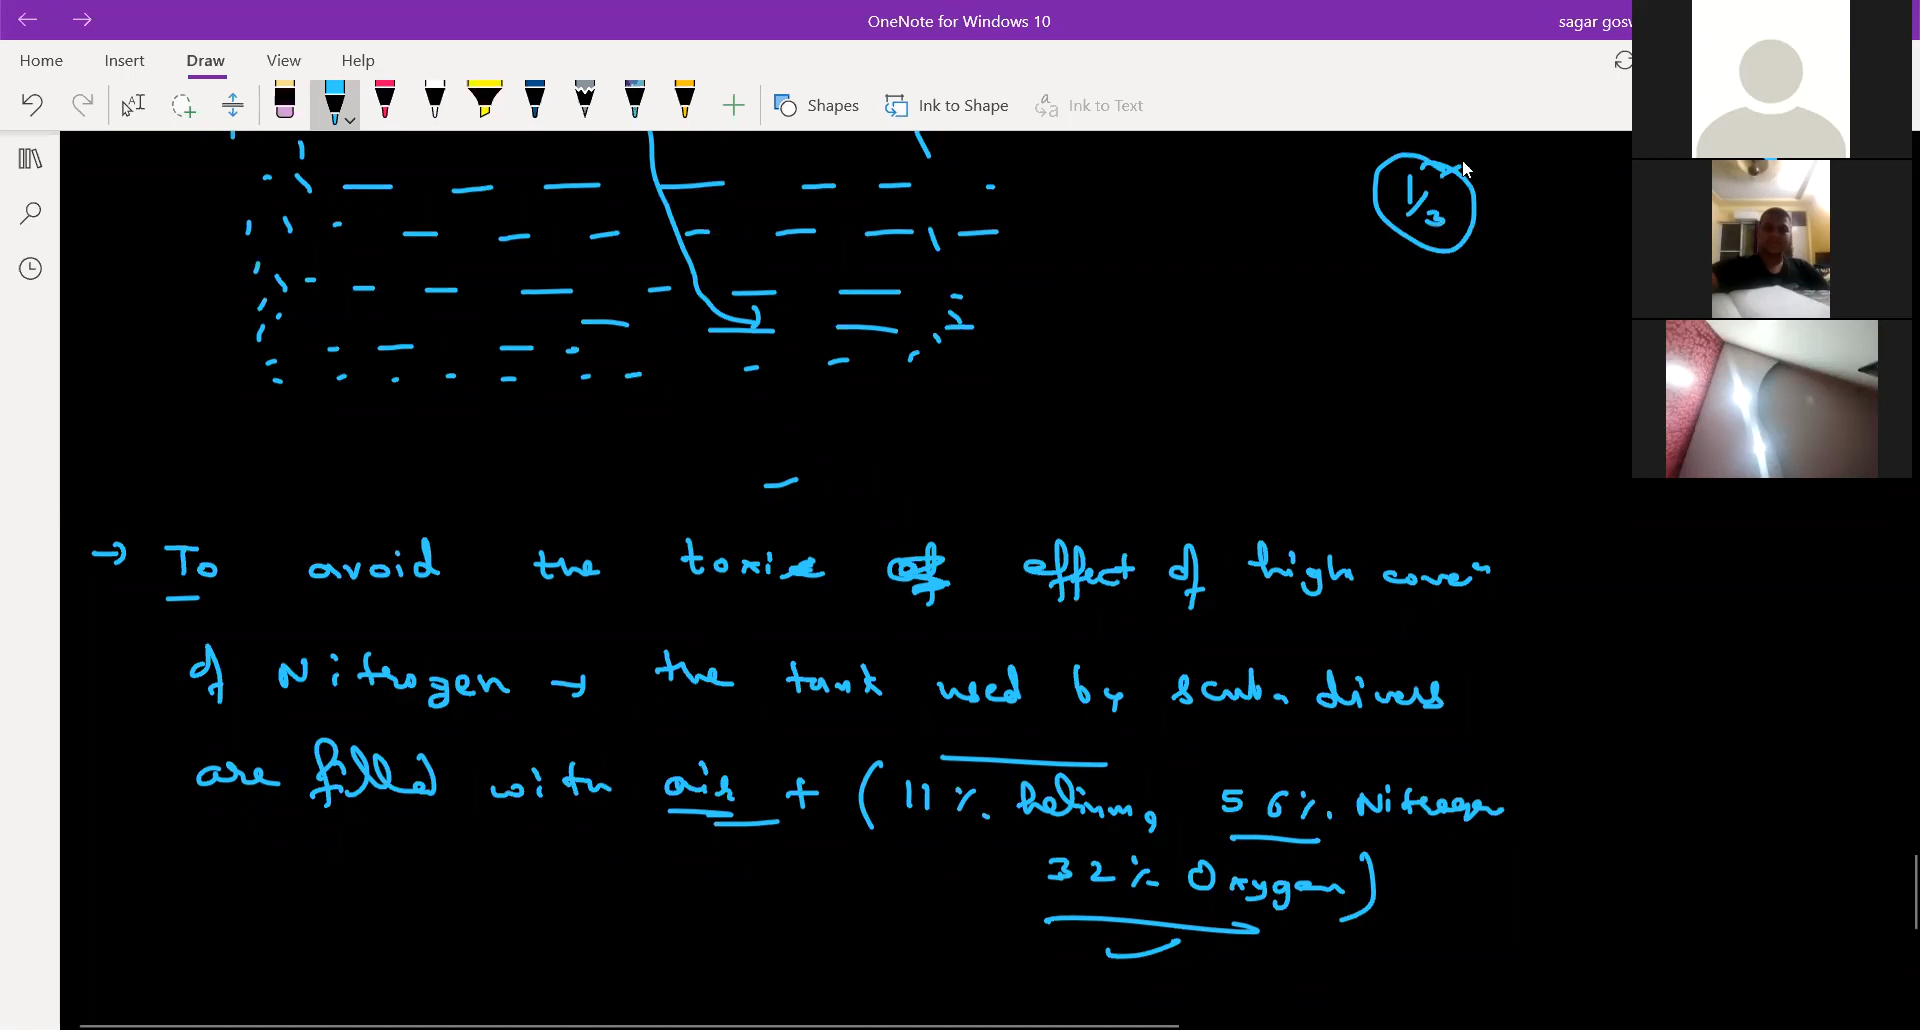 OneNote for Windows 10
sagar gosw
Home Insert Draw View Help
Shapes Ink to Shape Ink to Text
1/3
→ To avoid the toxic effect of high concn
of Nitrogen → the tank used by scuba divers
are filled with air + (11%. helium, 56%. Nitrogen
32%. Oxygen)